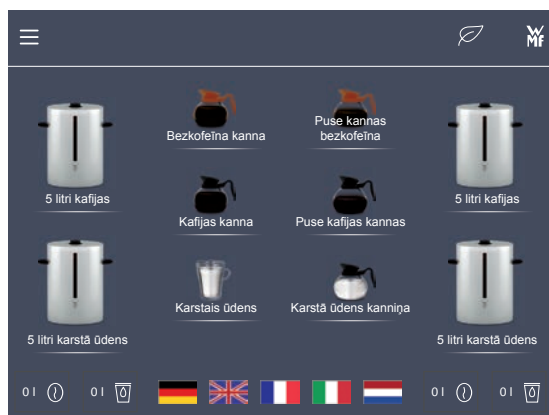 WMF
Bezkofeīna kanna
Puse kannas
bezkofeīna
5 litri kafijas
Kafijas kanna
Puse kafijas kannas
5 litri kafijas
Karstais ūdens
Karstā ūdens kanniņa
5 litri karstā ūdens
5 litri karstā ūdens
0 l
0 l
0 l
0 l